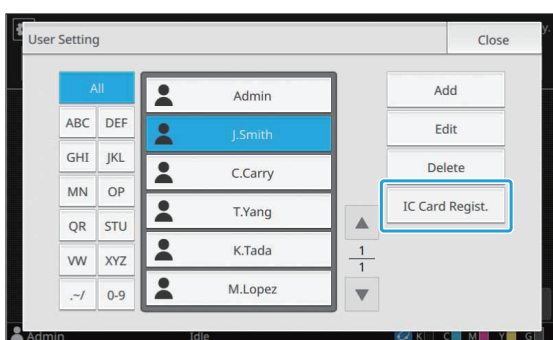 User Setting
Close
All
ABC DEF
GHI JKL
MN OP
QR STU
VW XYZ
.~/ 0-9
Admin
J.Smith
C.Carry
T.Yang
K.Tada
M.Lopez
1
1
Add
Edit
Delete
IC Card Regist.
y.
Admin Idle K C M Y G